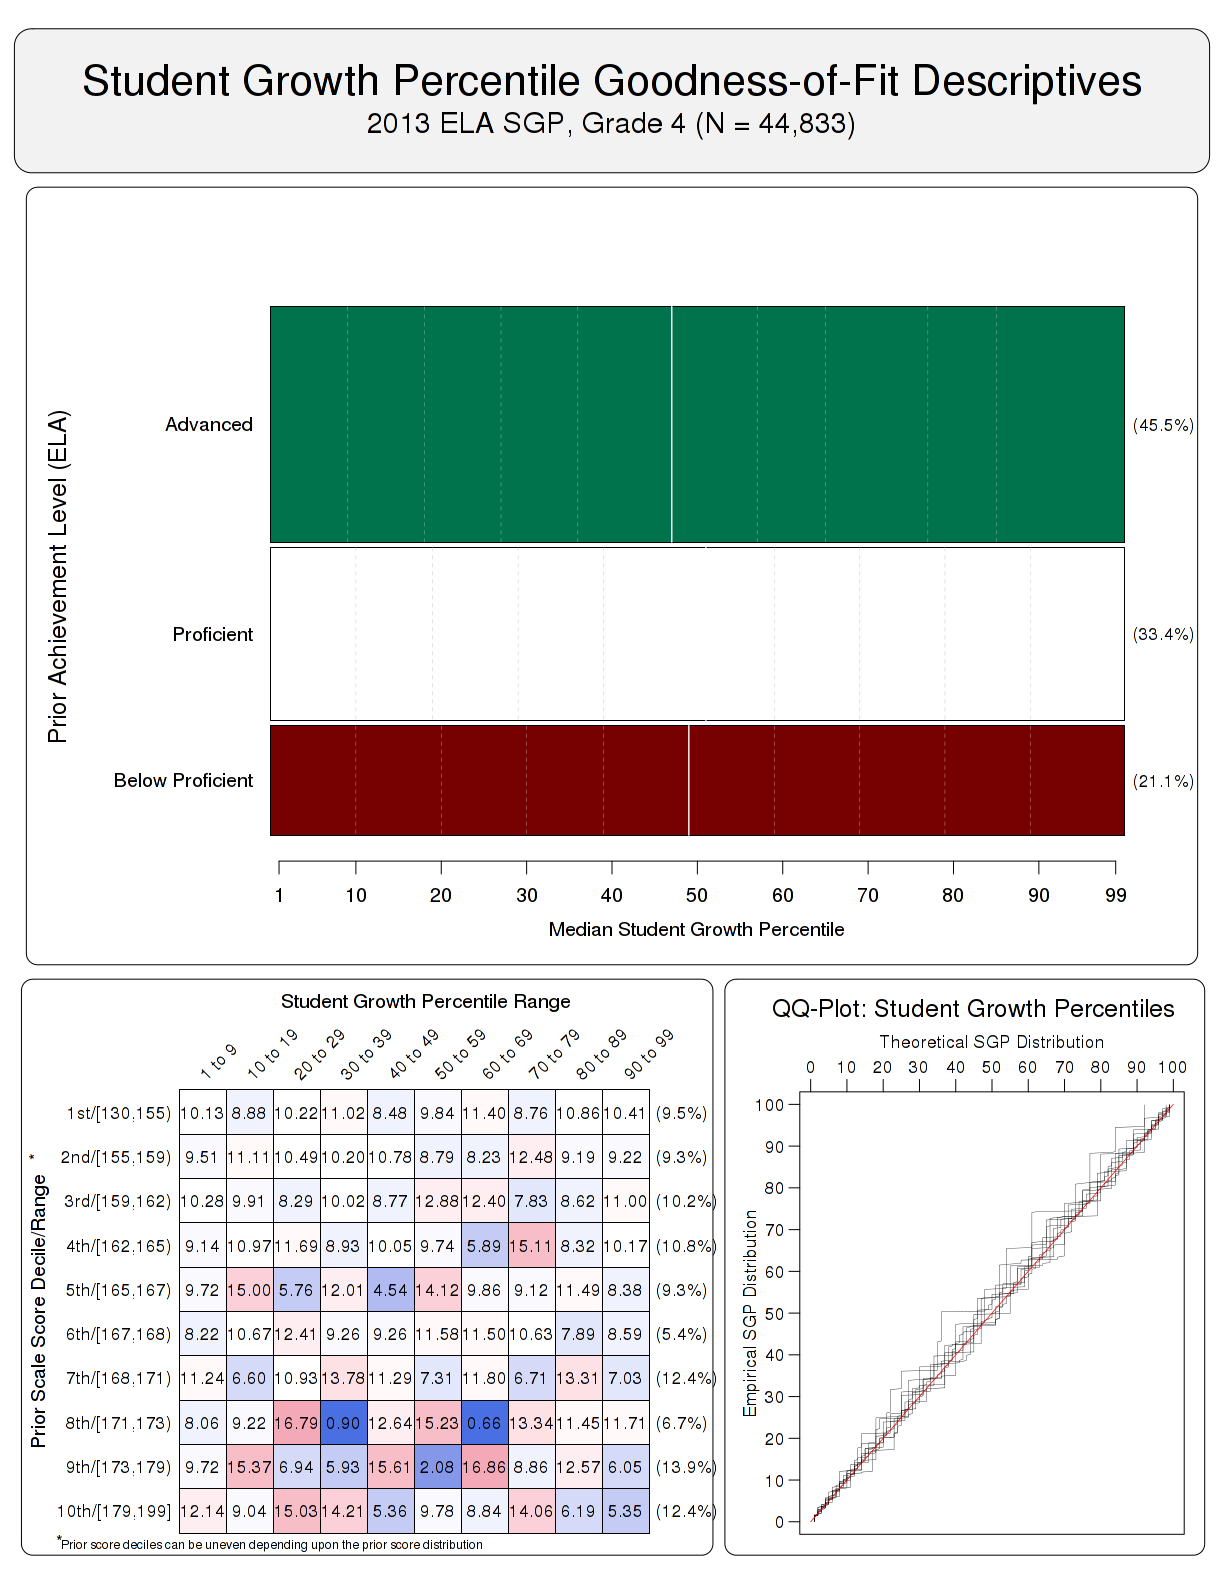 Student Growth Percentile Goodness-of-Fit Descriptives
2013 ELA SGP, Grade 4 (N = 44,833)
Prior Achievement Level (ELA)
Advanced
(45.5%)
Proficient
(33.4%)
Below Proficient
(21.1%)
1 10 20 30 40 50 60 70 80 90 99
Median Student Growth Percentile
Student Growth Percentile Range
1 to 9 10 to 19 20 to 29 30 to 39 40 to 49 50 to 59 60 to 69 70 to 79 80 to 89 90 to 99
Prior Scale Score Decile/Range *
1st/[130,155) 10.13 8.88 10.22 11.02 8.48 9.84 11.40 8.76 10.86 10.41 (9.5%)
2nd/[155,159) 9.51 11.11 10.49 10.20 10.78 8.79 8.23 12.48 9.19 9.22 (9.3%)
3rd/[159,162) 10.28 9.91 8.29 10.02 8.77 12.88 12.40 7.83 8.62 11.00 (10.2%)
4th/[162,165) 9.14 10.97 11.69 8.93 10.05 9.74 5.89 15.11 8.32 10.17 (10.8%)
5th/[165,167) 9.72 15.00 5.76 12.01 4.54 14.12 9.86 9.12 11.49 8.38 (9.3%)
6th/[167,168) 8.22 10.67 12.41 9.26 9.26 11.58 11.50 10.63 7.89 8.59 (5.4%)
7th/[168,171) 11.24 6.60 10.93 13.78 11.29 7.31 11.80 6.71 13.31 7.03 (12.4%)
8th/[171,173) 8.06 9.22 16.79 0.90 12.64 15.23 0.66 13.34 11.45 11.71 (6.7%)
9th/[173,179) 9.72 15.37 6.94 5.93 15.61 2.08 16.86 8.86 12.57 6.05 (13.9%)
10th/[179,199] 12.14 9.04 15.03 14.21 5.36 9.78 8.84 14.06 6.19 5.35 (12.4%)
*Prior score deciles can be uneven depending upon the prior score distribution
QQ-Plot: Student Growth Percentiles
Theoretical SGP Distribution
0 10 20 30 40 50 60 70 80 90 100
Empirical SGP Distribution
100
90
80
70
60
50
40
30
20
10
0